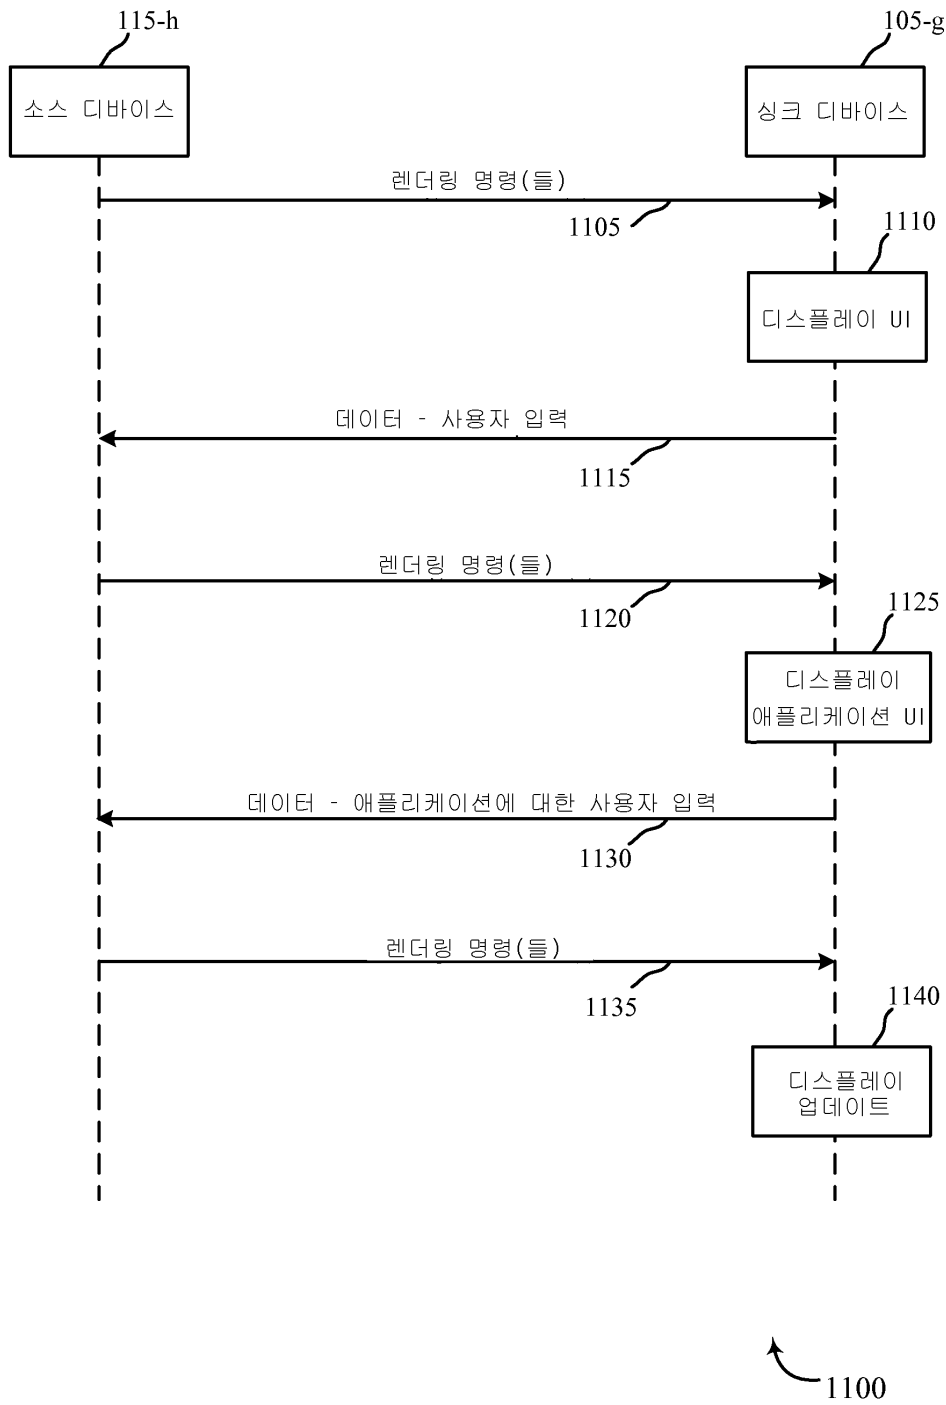 115-h
105-g
소스 디바이스
싱크 디바이스
렌더링 명령(들)
1105
1110
디스플레이 UI
데이터 - 사용자 입력
1115
렌더링 명령(들)
1120
1125
디스플레이
애플리케이션 UI
데이터 - 애플리케이션에 대한 사용자 입력
1130
렌더링 명령(들)
1135
1140
디스플레이
업데이트
1100